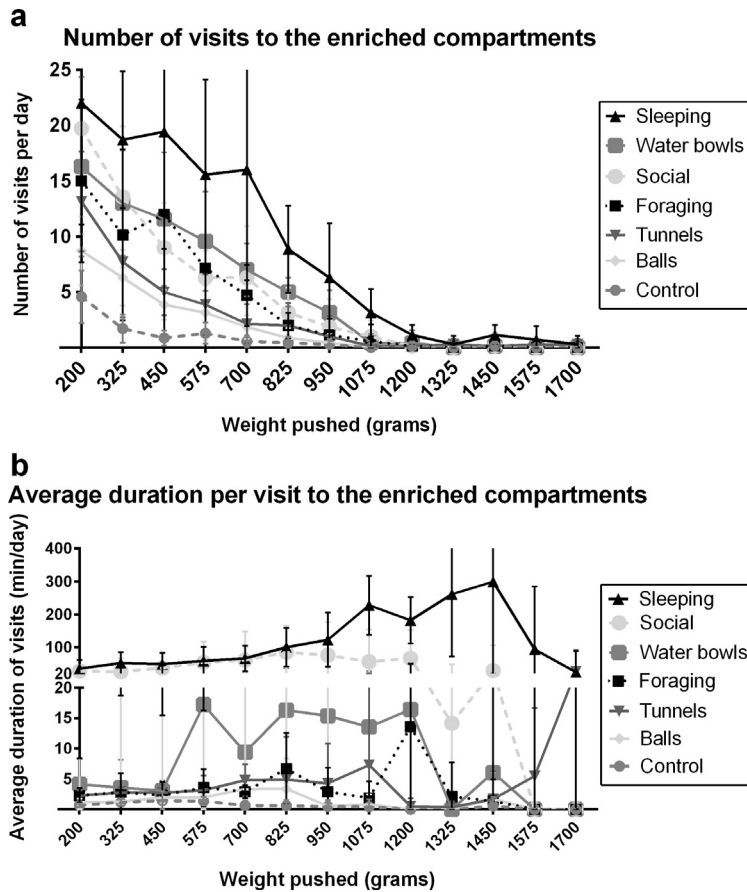 a
Number of visits to the enriched compartments
Number of visits per day
25
20
15
10
5
200 325 450 575 700 825 950 1075 1200 1325 1450 1575 1700
Weight pushed (grams)
Sleeping
Water bowls
Social
Foraging
Tunnels
Balls
Control
b
Average duration per visit to the enriched compartments
Average duration of visits (min/day)
400
300
200
100
20
20
15
10
5
200 325 450 575 700 825 950 1075 1200 1325 1450 1575 1700
Weight pushed (grams)
Sleeping
Social
Water bowls
Foraging
Tunnels
Balls
Control